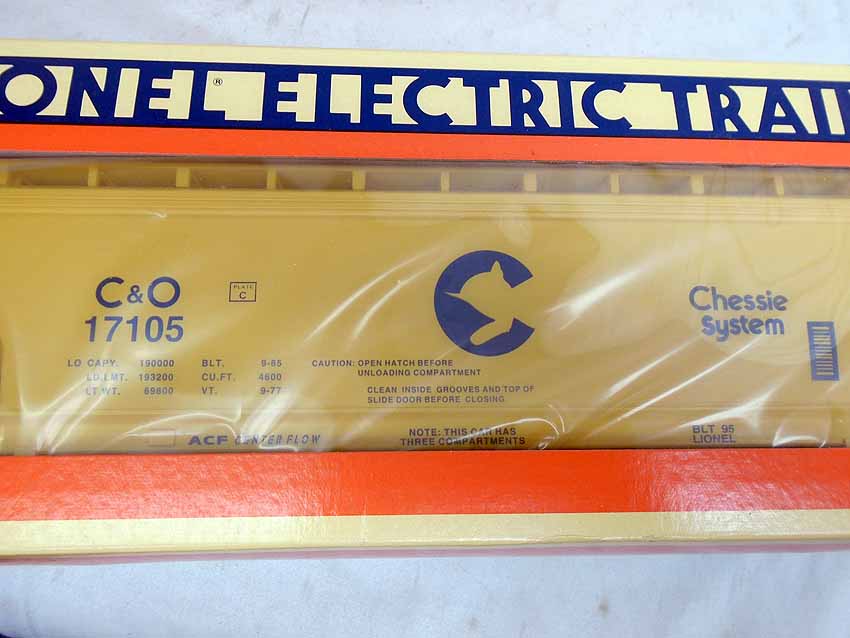 ONEL® ELECTRIC TRAI
C&O
17105
PLATE
C
LD CAPY. 190000 BLT. 9-65
LD.LMT. 193200 CU.FT. 4600
LT.WT. 69800 VT. 9-77
CAUTION: OPEN HATCH BEFORE
UNLOADING COMPARTMENT
CLEAN INSIDE GROOVES AND TOP OF
SLIDE DOOR BEFORE CLOSING
Chessie
System
ACF CENTER FLOW
NOTE: THIS CAR HAS
THREE COMPARTMENTS
BLT 95
LIONEL